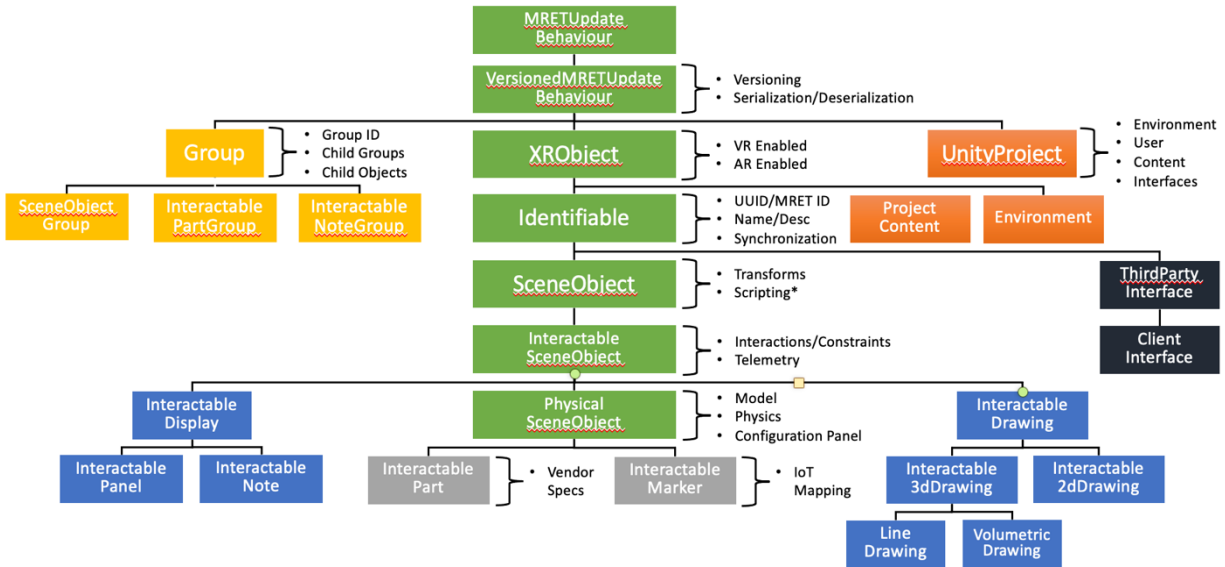 MRETUpdate
Behaviour
VersionedMRETUpdate
Behaviour
• Versioning
• Serialization/Deserialization
Group
• Group ID
• Child Groups
• Child Objects
XRObject
• VR Enabled
• AR Enabled
UnityProject
• Environment
• User
• Content
• Interfaces
SceneObject
Group
Interactable
PartGroup
Interactable
NoteGroup
Identifiable
• UUID/MRET ID
• Name/Desc
• Synchronization
Project
Content
Environment
SceneObject
• Transforms
• Scripting*
ThirdParty
Interface
Interactable
SceneObject
• Interactions/Constraints
• Telemetry
Client
Interface
Interactable
Display
Physical
SceneObject
• Model
• Physics
• Configuration Panel
Interactable
Drawing
Interactable
Panel
Interactable
Note
Interactable
Part
• Vendor
Specs
Interactable
Marker
• IoT
Mapping
Interactable
3dDrawing
Interactable
2dDrawing
Line
Drawing
Volumetric
Drawing